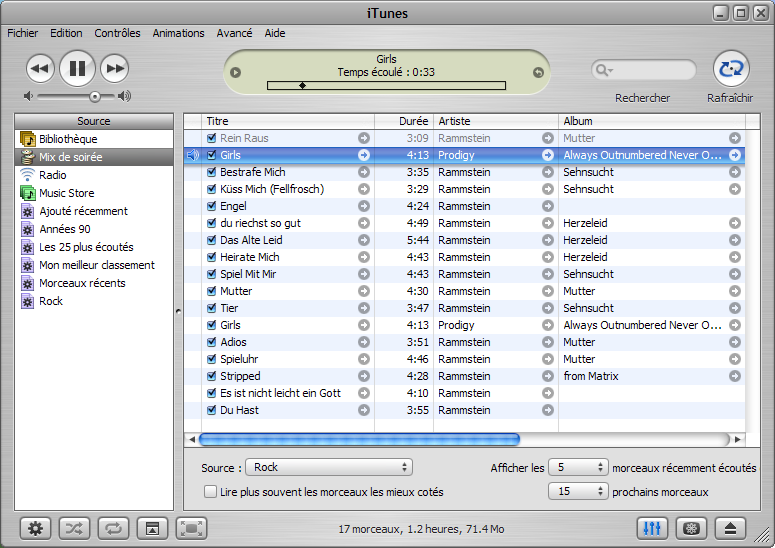 iTunes
Fichier Edition Contrôles Animations Avancé Aide
Girls
Temps écoulé : 0:33
Rechercher Rafraîchir
Source
Bibliothèque
Mix de soirée
Radio
Music Store
Ajouté récemment
Années 90
Les 25 plus écoutés
Mon meilleur classement
Morceaux récents
Rock
Titre Durée Artiste Album
Rein Raus 3:09 Rammstein Mutter
Girls 4:13 Prodigy Always Outnumbered Never O...
Bestrafe Mich 3:35 Rammstein Sehnsucht
Küss Mich (Fellfrosch) 3:29 Rammstein Sehnsucht
Engel 4:24 Rammstein
du riechst so gut 4:49 Rammstein Herzeleid
Das Alte Leid 5:44 Rammstein Herzeleid
Heirate Mich 4:43 Rammstein Herzeleid
Spiel Mit Mir 4:43 Rammstein Sehnsucht
Mutter 4:30 Rammstein Mutter
Tier 3:47 Rammstein Sehnsucht
Girls 4:13 Prodigy Always Outnumbered Never O...
Adios 3:51 Rammstein Mutter
Spieluhr 4:46 Rammstein Mutter
Stripped 4:28 Rammstein from Matrix
Es ist nicht leicht ein Gott 4:10 Rammstein
Du Hast 3:55 Rammstein
Source : Rock Afficher les 5 morceaux récemment écoutés
Lire plus souvent les morceaux les mieux cotés 15 prochains morceaux
17 morceaux, 1.2 heures, 71.4 Mo